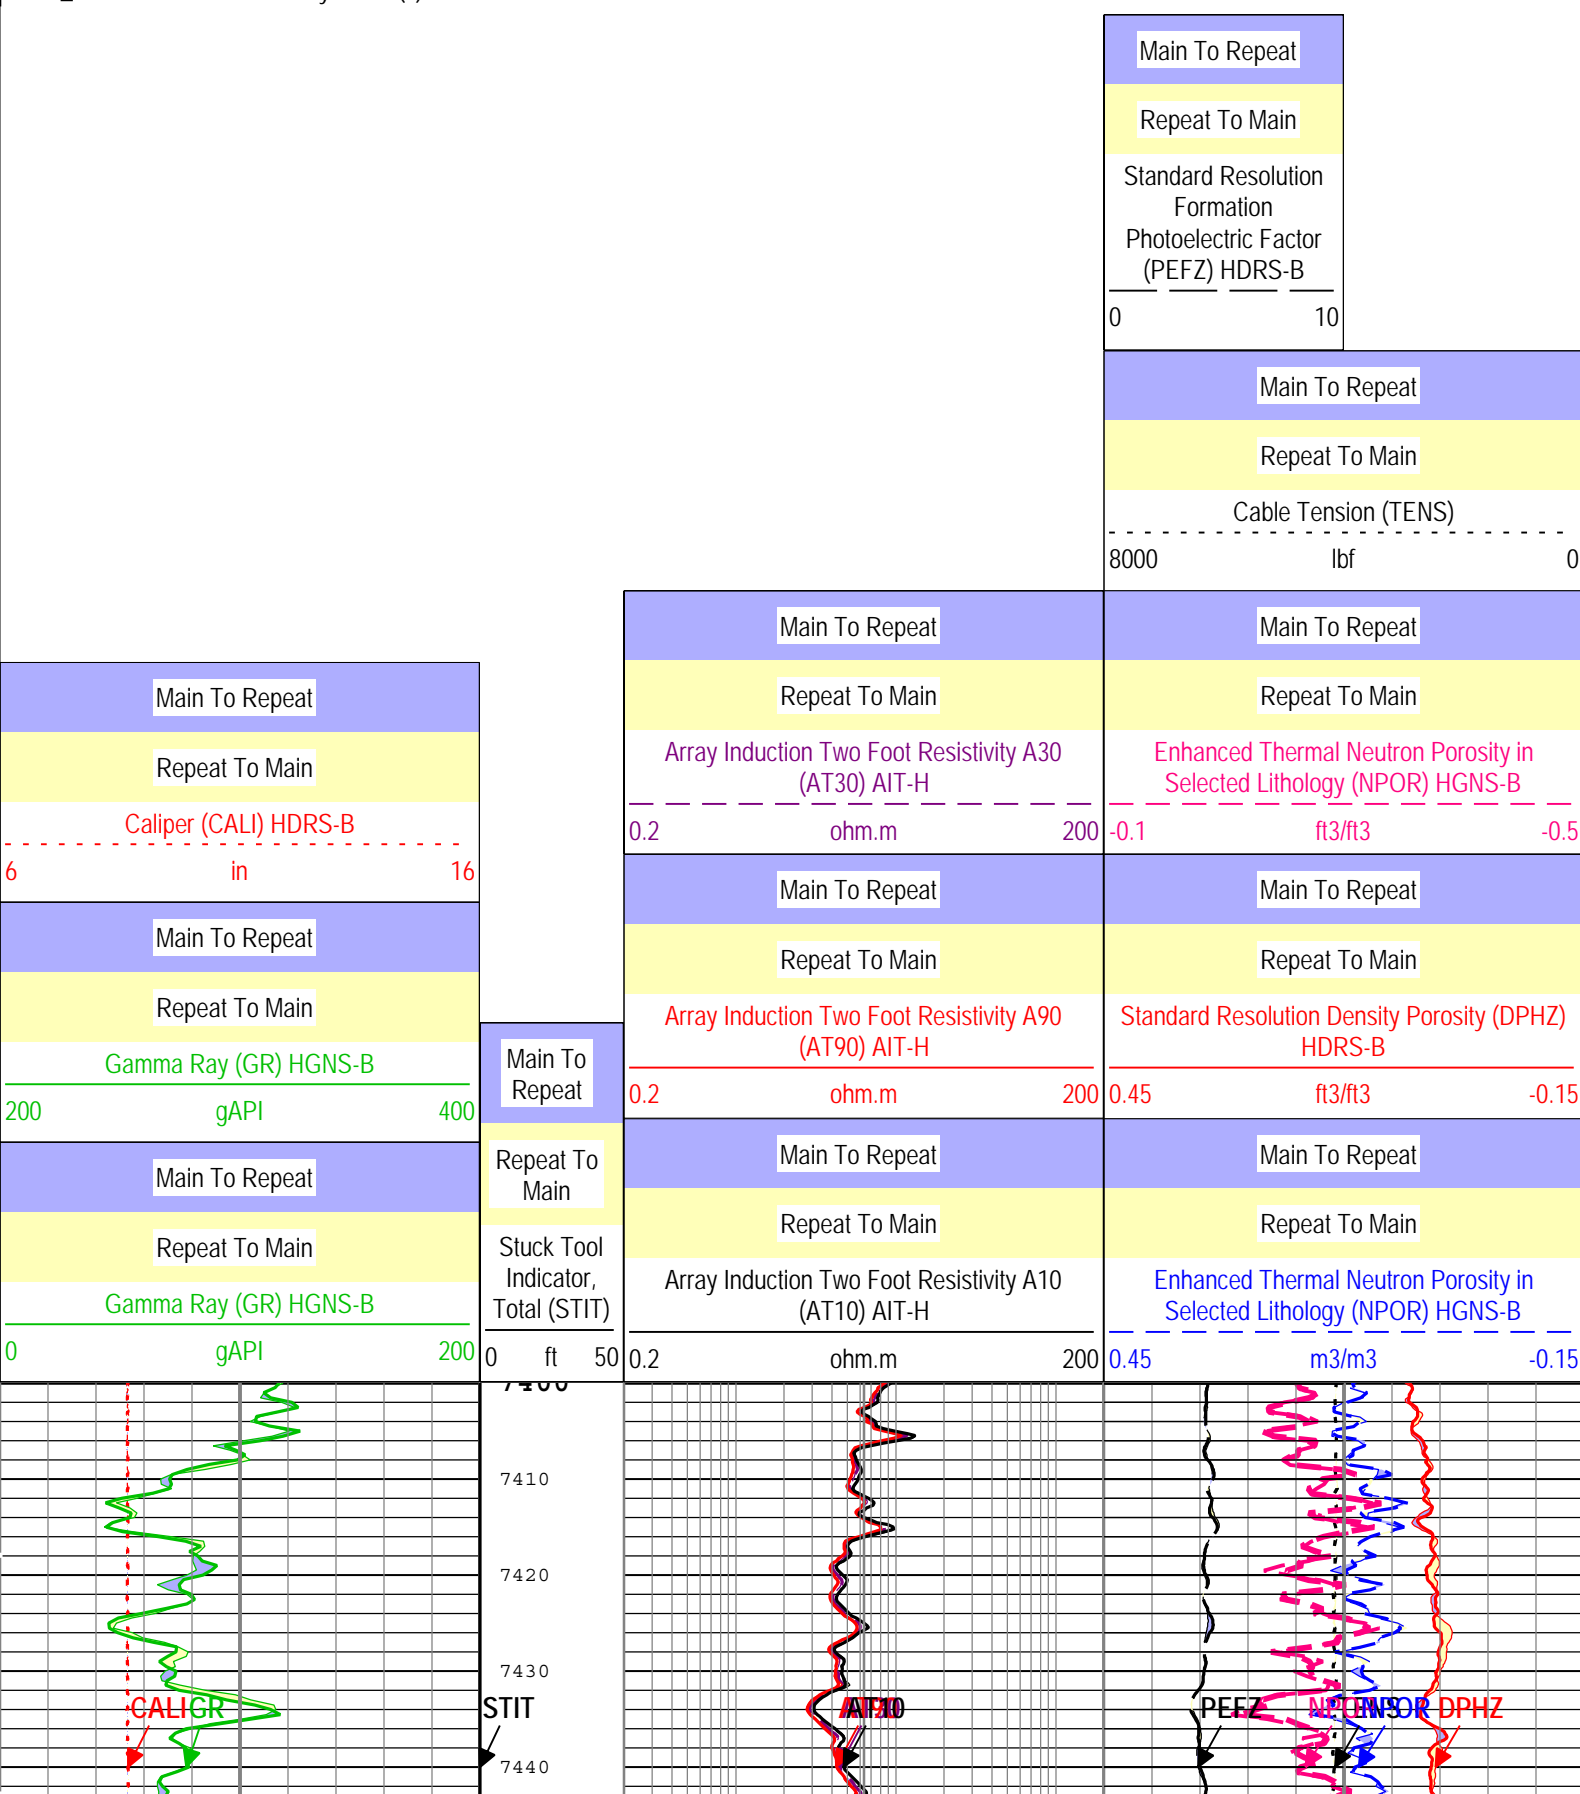 Main To Repeat
Repeat To Main
Standard Resolution
Formation
Photoelectric Factor
(PEFZ) HDRS-B
0 10
Main To Repeat
Repeat To Main
Cable Tension (TENS)
8000 lbf 0
Main To Repeat
Repeat To Main
Caliper (CALI) HDRS-B
6 in 16
Main To Repeat
Repeat To Main
Gamma Ray (GR) HGNS-B
200 gAPI 400
Main To Repeat
Repeat To Main
Gamma Ray (GR) HGNS-B
0 gAPI 200
Main To
Repeat
Repeat To
Main
Stuck Tool
Indicator,
Total (STIT)
0 ft 50
Main To Repeat
Repeat To Main
Array Induction Two Foot Resistivity A30
(AT30) AIT-H
0.2 ohm.m 200
Main To Repeat
Repeat To Main
Array Induction Two Foot Resistivity A90
(AT90) AIT-H
0.2 ohm.m 200
Main To Repeat
Repeat To Main
Array Induction Two Foot Resistivity A10
(AT10) AIT-H
0.2 ohm.m 200
Main To Repeat
Repeat To Main
Enhanced Thermal Neutron Porosity in
Selected Lithology (NPOR) HGNS-B
-0.1 ft3/ft3 -0.5
Main To Repeat
Repeat To Main
Standard Resolution Density Porosity (DPHZ)
HDRS-B
0.45 ft3/ft3 -0.15
Main To Repeat
Repeat To Main
Enhanced Thermal Neutron Porosity in
Selected Lithology (NPOR) HGNS-B
0.45 m3/m3 -0.15
7400
7410
7420
7430
CALI GR STIT AT10 PEFZ NPOR NPOR DPHZ
7440